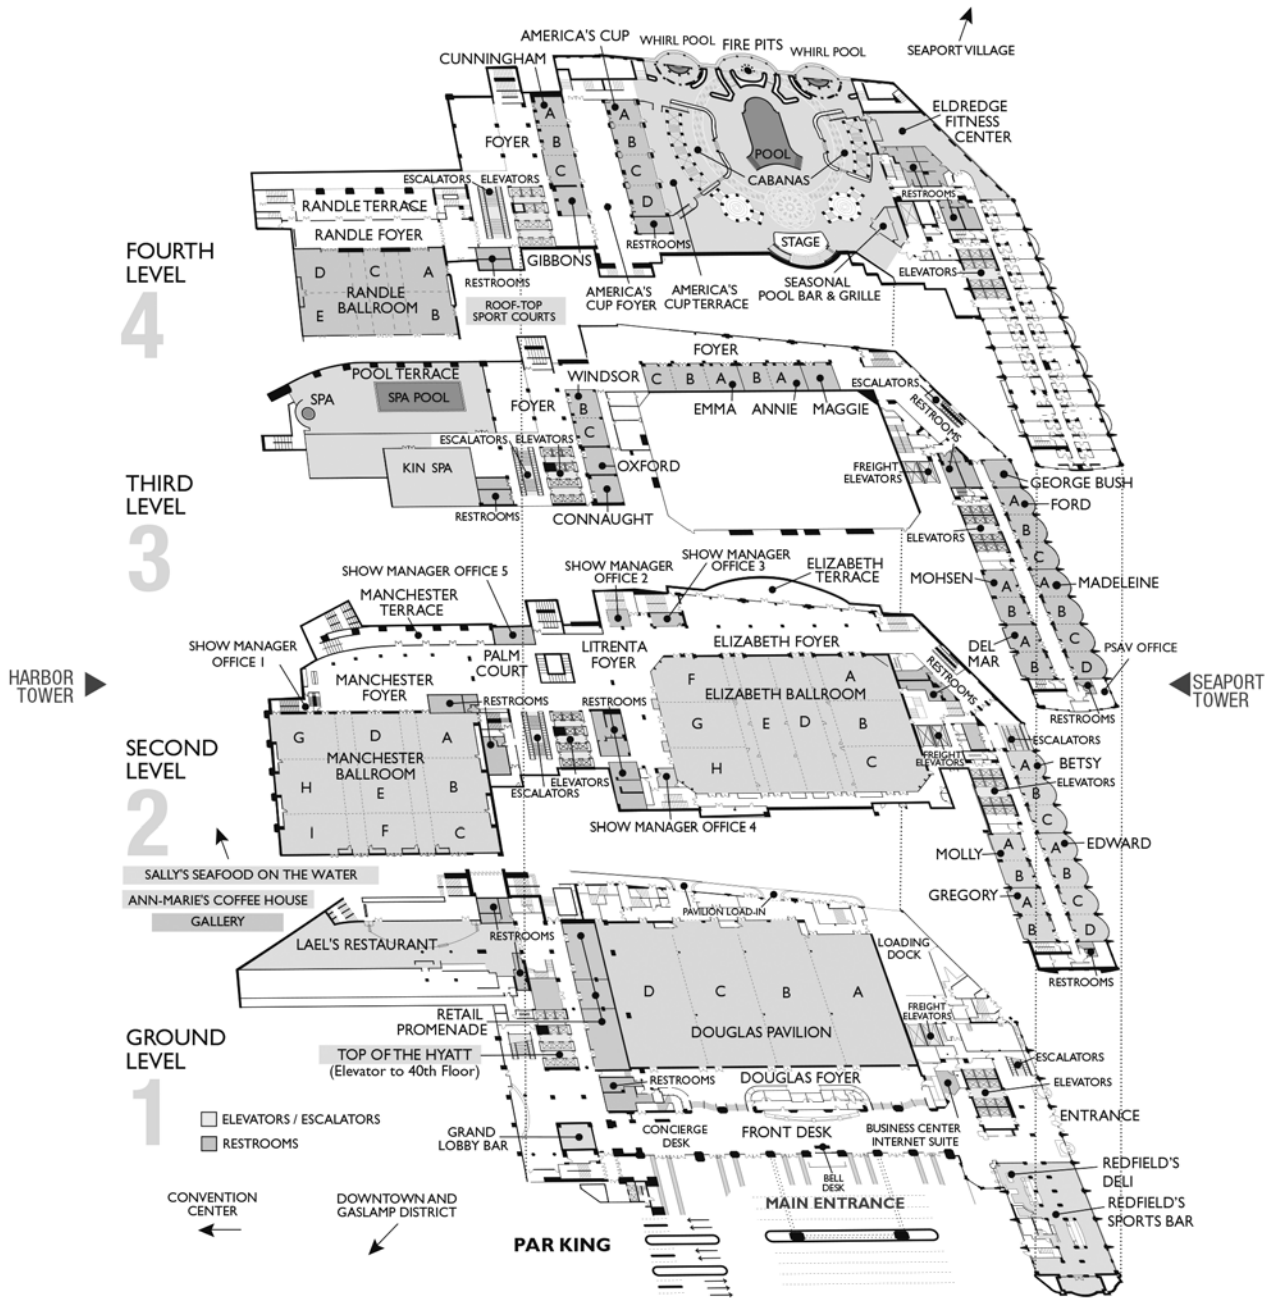 SEAPORT VILLAGE
AMERICA'S CUP
WHIRL POOL
FIRE PITS
WHIRL POOL
CUNNINGHAM
ELDREDGE
FITNESS
CENTER
A
B
C
A
B
C
D
FOYER
POOL
CABANAS
ESCALATORS
ELEVATORS
RESTROOMS
RANDLE TERRACE
RANDLE FOYER
STAGE
RESTROOMS
GIBBONS
ELEVATORS
FOURTH
LEVEL
4
D
C
A
RANDLE
BALLROOM
E
B
RESTROOMS
ROOF-TOP
SPORT COURTS
AMERICA'S
CUP FOYER
AMERICA'S
CUP TERRACE
SEASONAL
POOL BAR & GRILLE
FOYER
POOL TERRACE
SPA POOL
SPA
WINDSOR
C
B
A
B
A
EMMA
ANNIE
MAGGIE
ESCALATORS
RESTROOMS
FOYER
B
C
ESCALATORS
ELEVATORS
KIN SPA
OXFORD
FREIGHT
ELEVATORS
GEORGE BUSH
THIRD
LEVEL
3
RESTROOMS
CONNAUGHT
A
FORD
B
C
ELEVATORS
MOHSEN
A
B
A
MADELEINE
B
C
D
DEL
MAR
A
B
PSAV OFFICE
RESTROOMS
SHOW MANAGER OFFICE 5
SHOW MANAGER
OFFICE 2
SHOW MANAGER
OFFICE 3
ELIZABETH
TERRACE
MANCHESTER
TERRACE
SHOW MANAGER
OFFICE 1
PALM
COURT
LITRENTA
FOYER
ELIZABETH FOYER
HARBOR
TOWER
SEAPORT
TOWER
MANCHESTER
FOYER
RESTROOMS
RESTROOMS
RESTROOMS
F
A
ELIZABETH BALLROOM
G
E
D
B
H
C
SECOND
LEVEL
2
G
D
A
MANCHESTER
BALLROOM
H
E
B
I
F
C
ESCALATORS
ELEVATORS
FREIGHT
ELEVATORS
SHOW MANAGER OFFICE 4
ESCALATORS
A
BETSY
B
C
ELEVATORS
MOLLY
A
B
A
EDWARD
B
C
D
GREGORY
A
B
RESTROOMS
SALLY'S SEAFOOD ON THE WATER
ANN-MARIE'S COFFEE HOUSE
GALLERY
PAVILION LOAD-IN
LAEL'S RESTAURANT
RESTROOMS
LOADING
DOCK
D
C
B
A
DOUGLAS PAVILION
FREIGHT
ELEVATORS
RETAIL
PROMENADE
GROUND
LEVEL
1
TOP OF THE HYATT
(Elevator to 40th Floor)
RESTROOMS
DOUGLAS FOYER
ESCALATORS
ELEVATORS
ENTRANCE
ELEVATORS / ESCALATORS
RESTROOMS
GRAND
LOBBY BAR
CONCIERGE
DESK
FRONT DESK
BUSINESS CENTER
INTERNET SUITE
BELL
DESK
REDFIELD'S
DELI
REDFIELD'S
SPORTS BAR
CONVENTION
CENTER
DOWNTOWN AND
GASLAMP DISTRICT
MAIN ENTRANCE
PAR KING